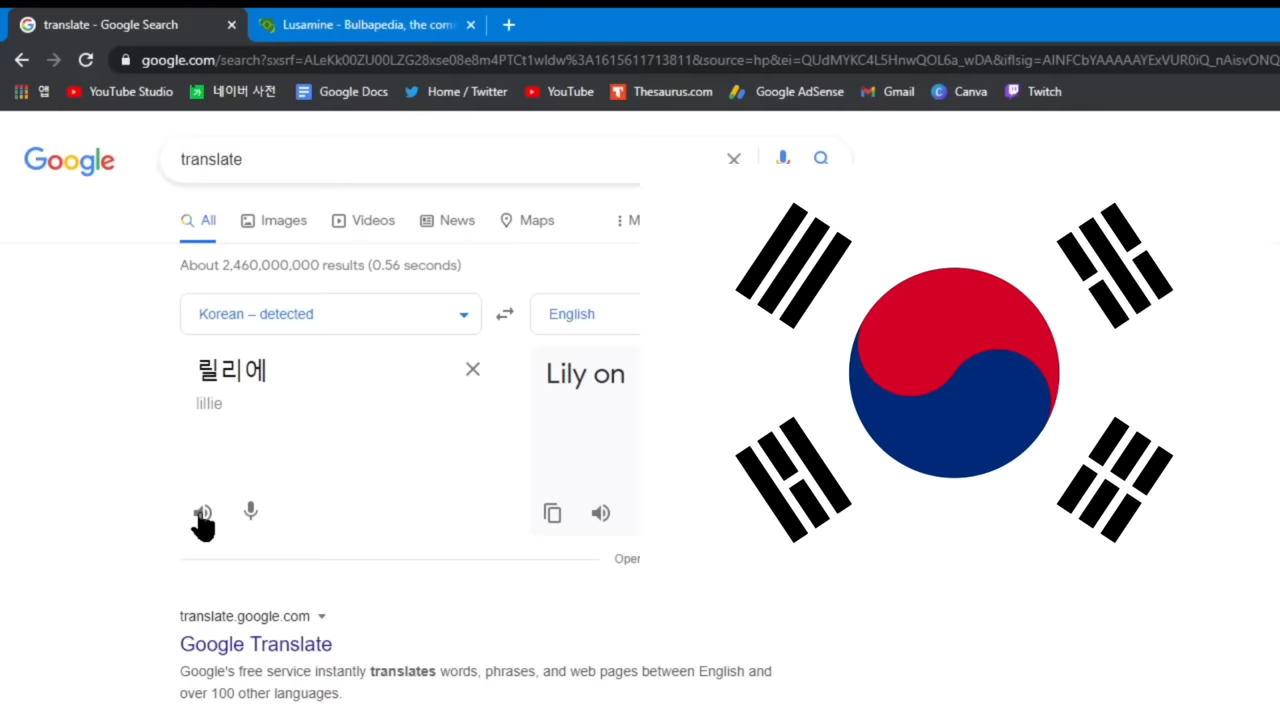 translate - Google Search
Lusamine - Bulbapedia, the com
google.com/search?sxsrf=ALeKk00ZU00LZG28xse08e8m4PTCt1wIdw%3A1615611713811&source=hp&ei=QUdMYKC4L5HnwQOL6a_wDA&iflsig=AINFCbYAAAAAYExVUR0iQ_nAisvONQ
앱 YouTube Studio 네이버 사전 Google Docs Home / Twitter YouTube Thesaurus.com Google AdSense Gmail Canva Twitch
Google
translate
All Images Videos News Maps M
About 2,460,000,000 results (0.56 seconds)
Korean – detected
English
릴리에
lillie
Lily on
Oper
translate.google.com
Google Translate
Google's free service instantly translates words, phrases, and web pages between English and
over 100 other languages.